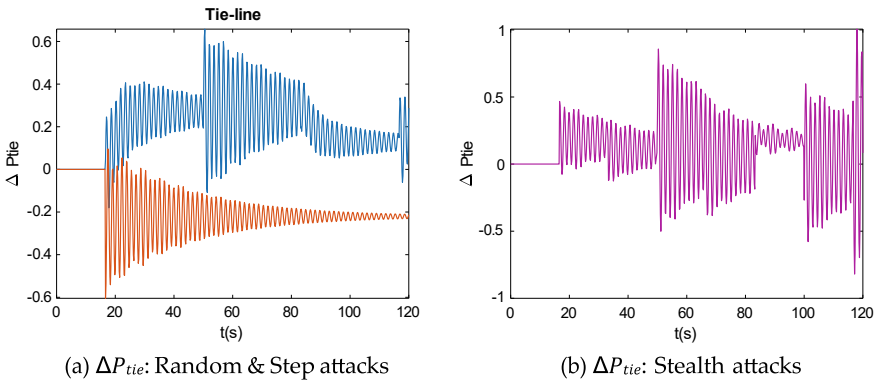 Tie-line
0.6
0.4
0.2
0
-0.2
-0.4
-0.6
Δ Ptie
0 20 40 60 80 100 120
t(s)
(a) ΔP_tie: Random & Step attacks
1
0.5
0
-0.5
-1
Δ Ptie
0 20 40 60 80 100 120
t(s)
(b) ΔP_tie: Stealth attacks